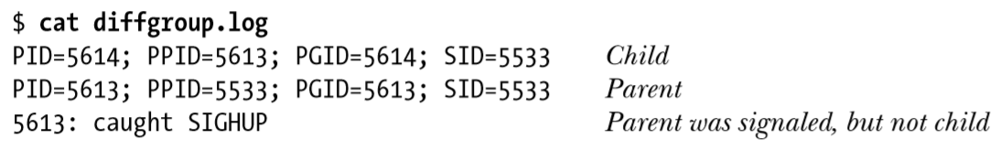 $ cat diffgroup.log
PID=5614; PPID=5613; PGID=5614; SID=5533 Child
PID=5613; PPID=5533; PGID=5613; SID=5533 Parent
5613: caught SIGHUP Parent was signaled, but not child